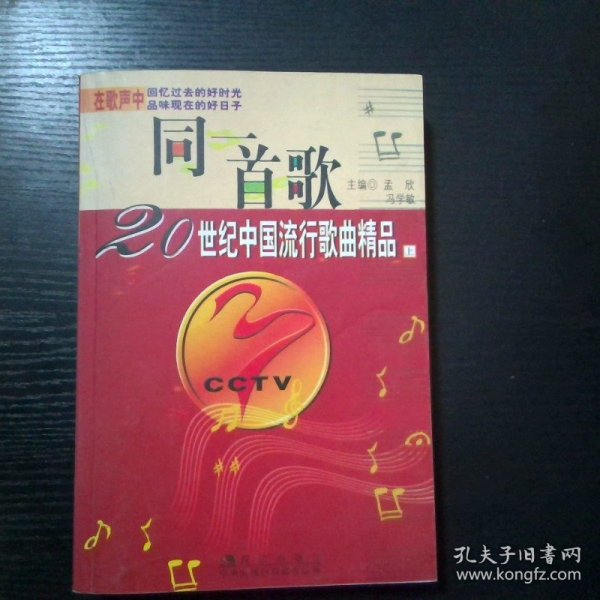 在歌声中
回忆过去的好时光
品味现在的好日子
同一首歌
主编◎孟 欣
冯学敏
20世纪中国流行歌曲精品 上
CCTV
孔夫子旧书网
www.kongfz.com